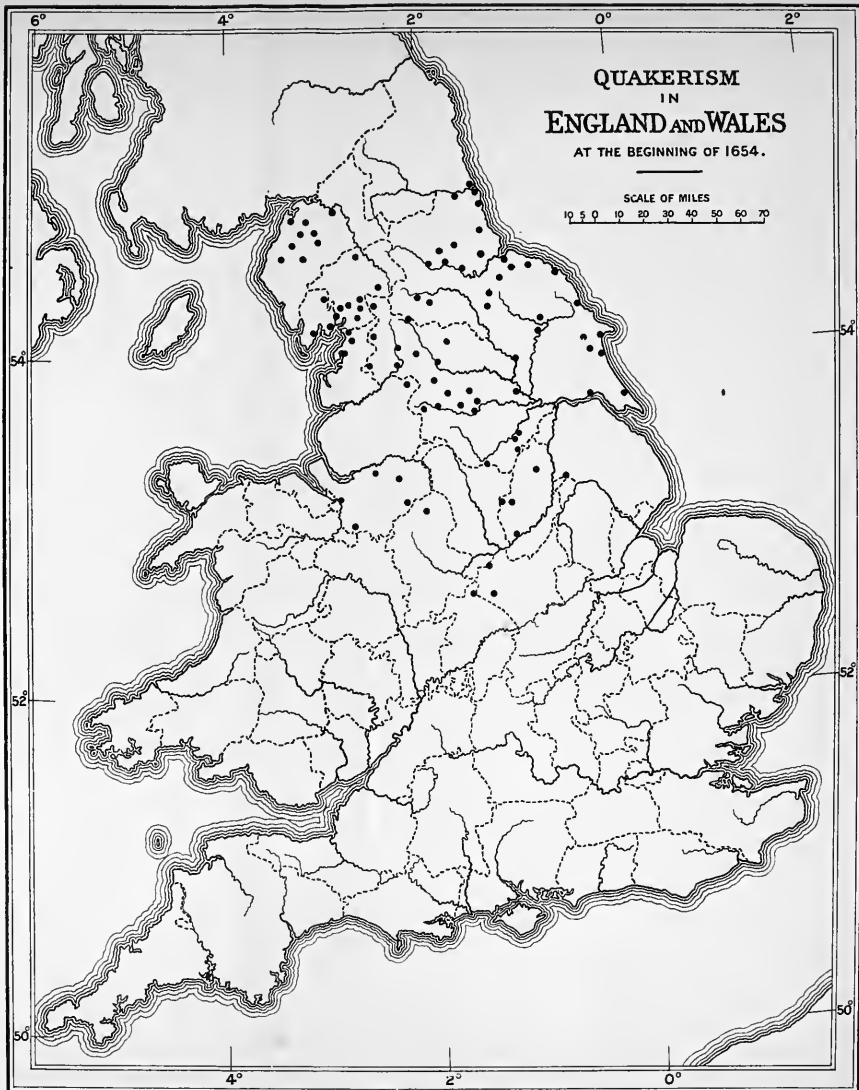 6° 4° 2° 0° 2°
QUAKERISM
IN
ENGLAND AND WALES
AT THE BEGINNING OF 1654.
SCALE OF MILES
10 5 0 10 20 30 40 50 60 70
54° 54°
52° 52°
50° 50°
4° 2° 0°